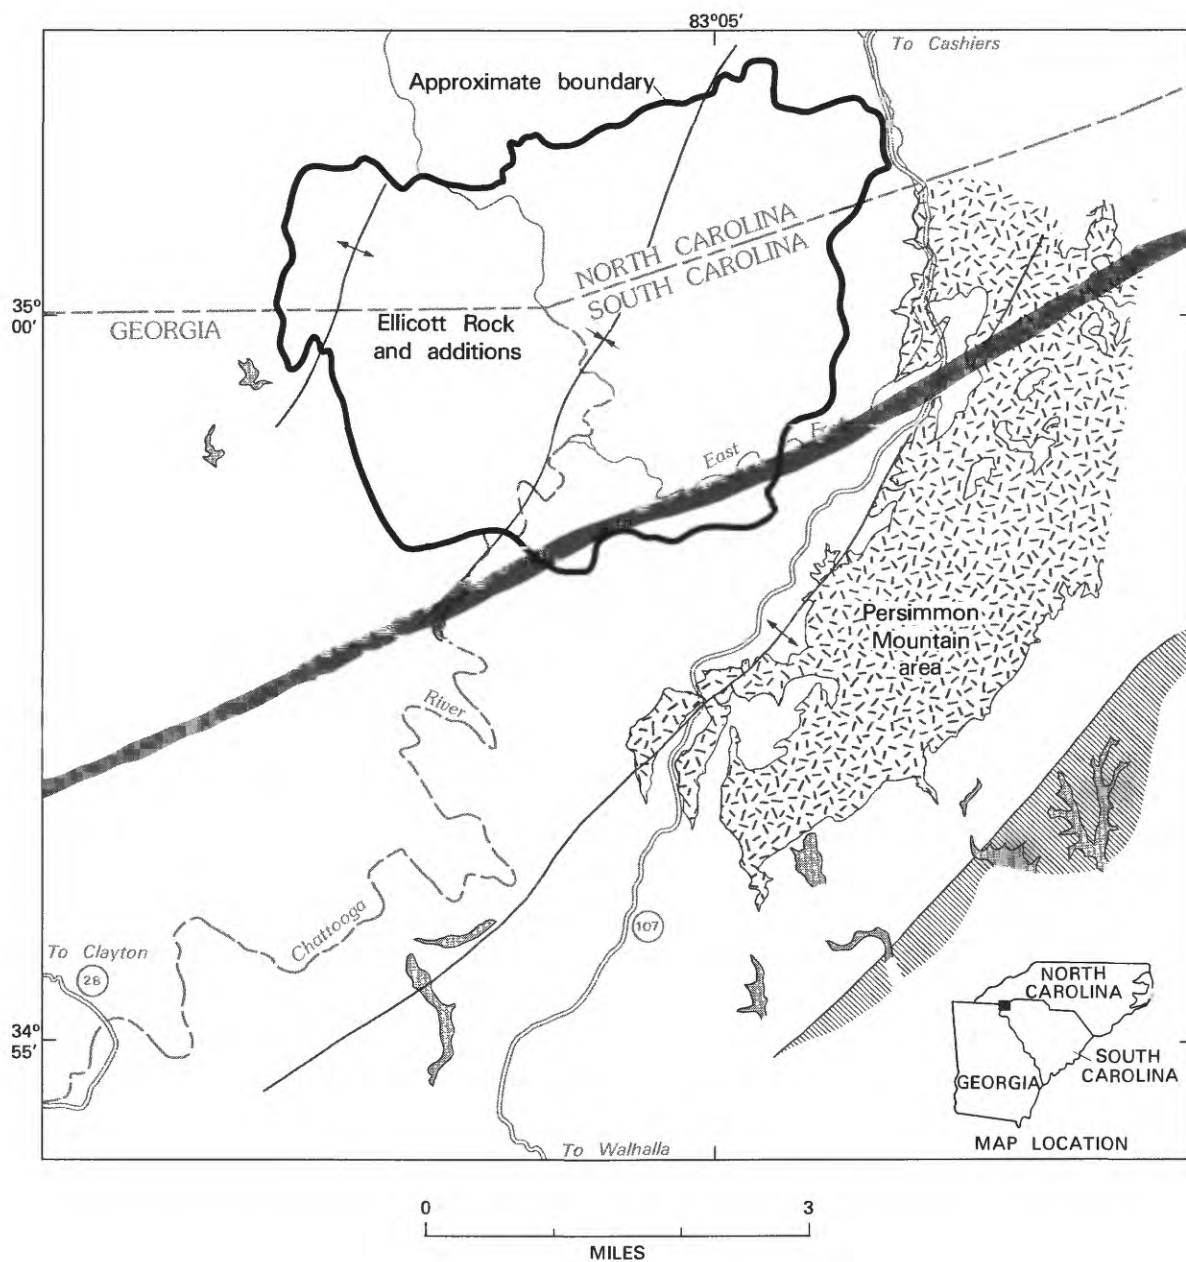 83°05'
To Cashiers
Approximate boundary
NORTH CAROLINA
SOUTH CAROLINA
35°
00'
GEORGIA
Ellicott Rock
and additions
East
Persimmon
Mountain
area
River
Chattooga
107
To Clayton
28
34°
55'
NORTH
CAROLINA
SOUTH
CAROLINA
GEORGIA
MAP LOCATION
To Walhalla
0
3
MILES